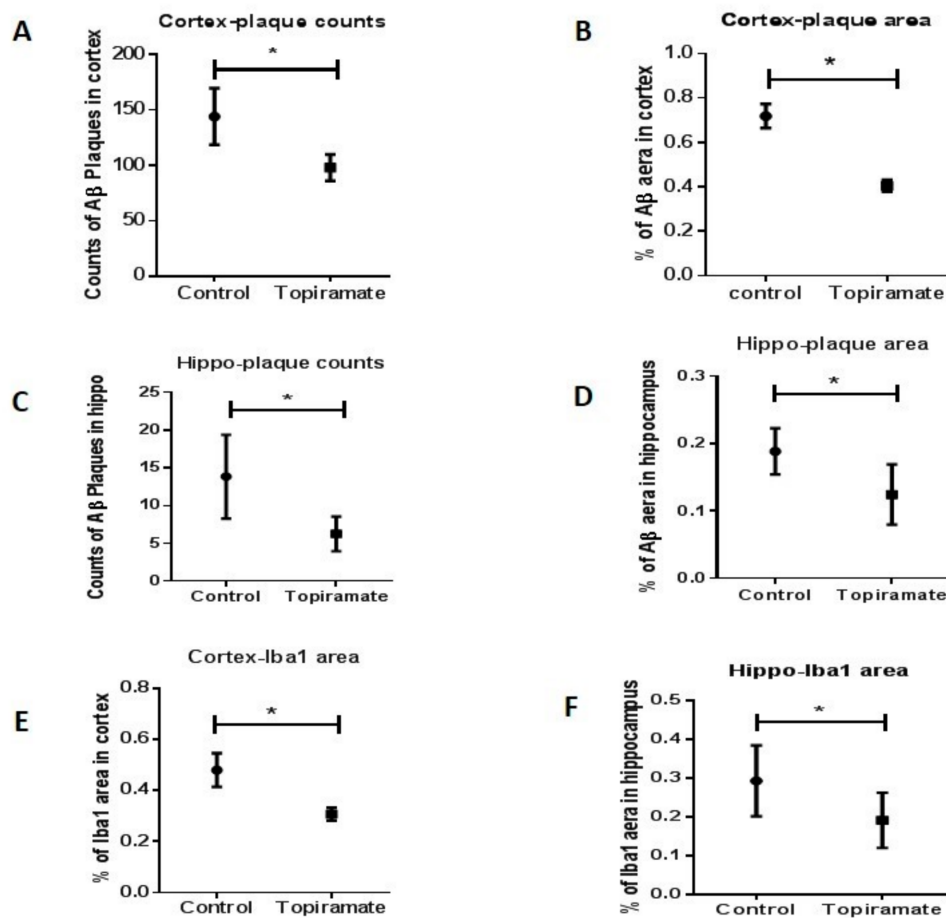 A
Cortex-plaque counts
Counts of Aβ Plaques in cortex
200
150
100
50
0
*
Control Topiramate
B
Cortex-plaque area
% of Aβ aera in cortex
1.0
0.8
0.6
0.4
0.2
0.0
*
control Topiramate
C
Hippo-plaque counts
Counts of Aβ Plaques in hippo
25
20
15
10
5
0
*
Control Topiramate
D
Hippo-plaque area
% of Aβ aera in hippocampus
0.3
0.2
0.1
0.0
*
Control Topiramate
E
Cortex-Iba1 area
% of Iba1 area in cortex
0.8
0.6
0.4
0.2
0.0
*
Control Topiramate
F
Hippo-Iba1 area
% of Iba1 aera in hippocampus
0.5
0.4
0.3
0.2
0.1
0.0
*
Control Topiramate